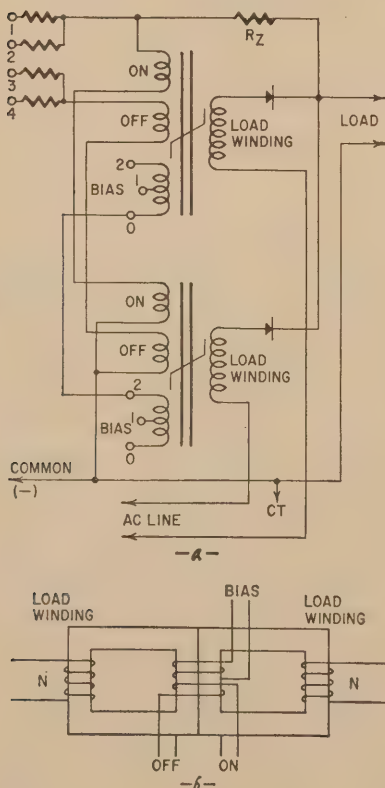 1
2
3
4
RZ
ON
OFF
LOAD WINDING
LOAD
2
BIAS 1
0
ON
OFF
LOAD WINDING
2
BIAS 1
0
COMMON
(-)
CT
AC LINE
-a-
LOAD WINDING
BIAS
LOAD WINDING
N
N
OFF
ON
-b-